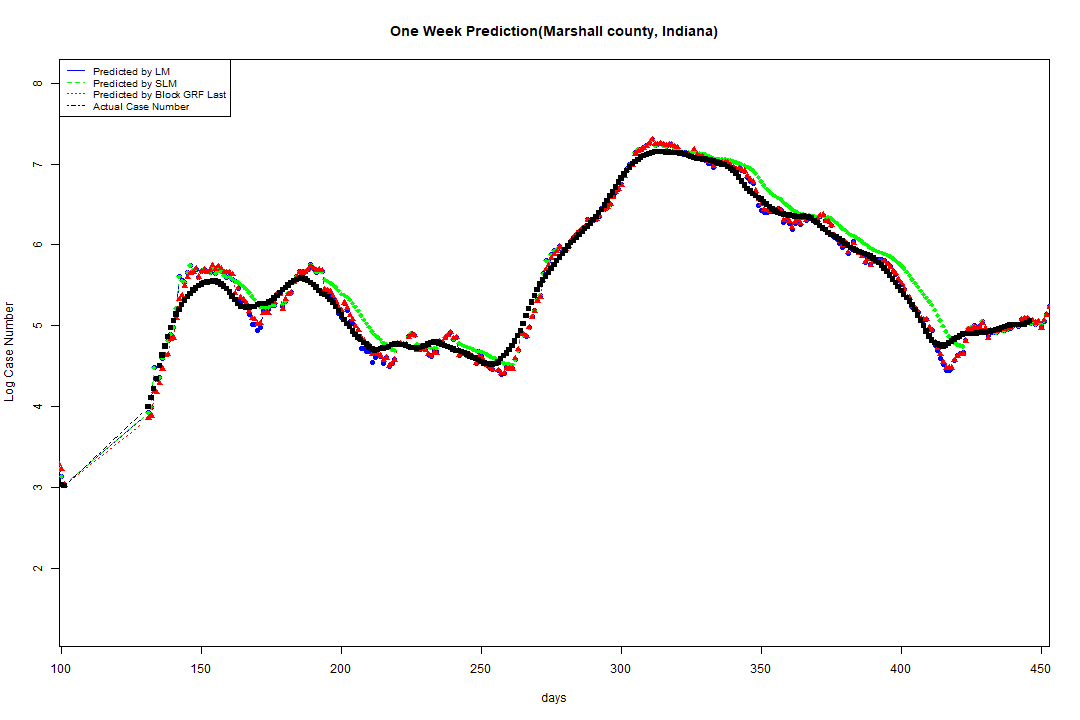 One Week Prediction(Marshall county, Indiana)
Predicted by LM
Predicted by SLM
Predicted by Block GRF Last
Actual Case Number
8
7
6
5
4
3
2
Log Case Number
100 150 200 250 300 350 400 450
days